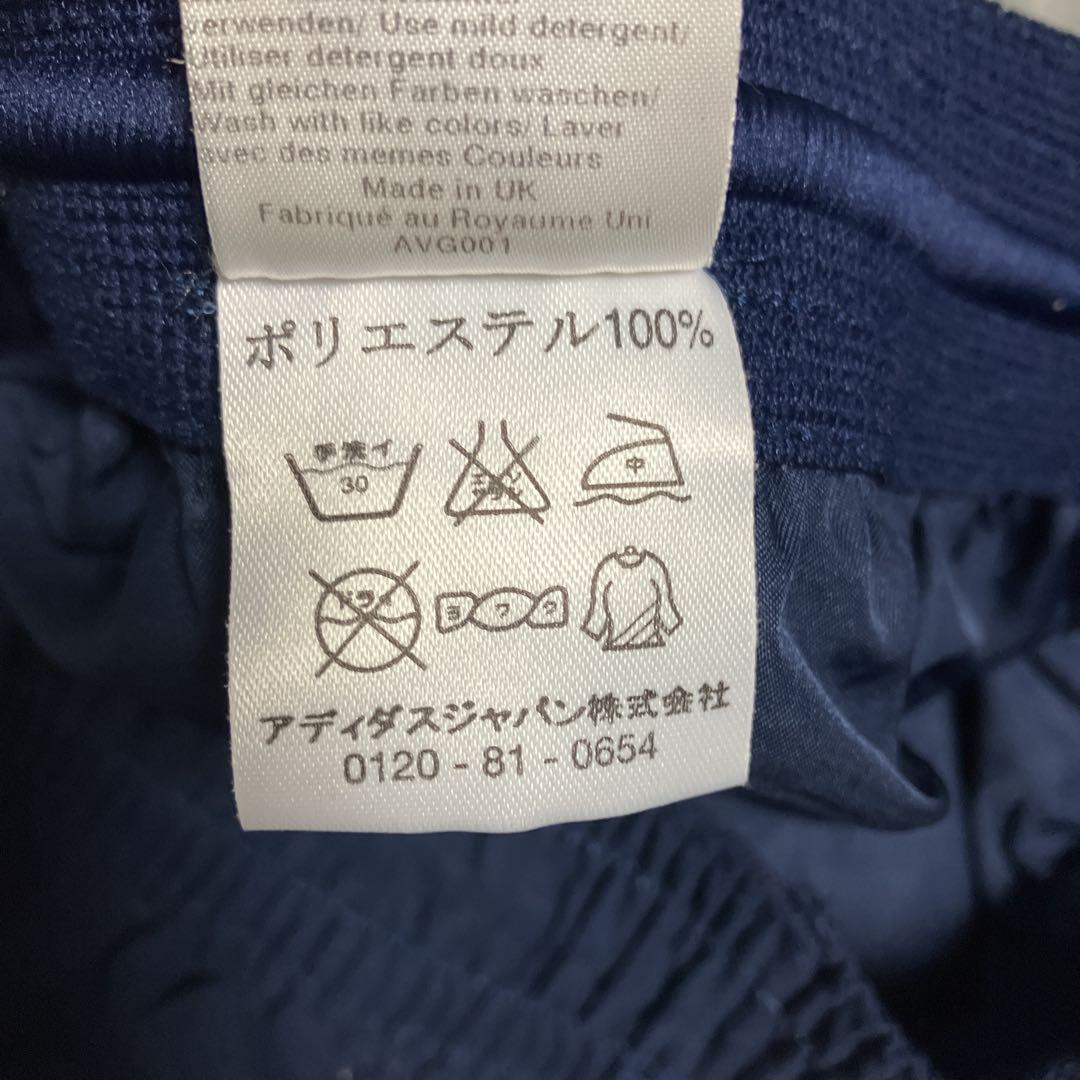 erwenden/ Use mild detergent/
Utiliser detergent doux
Mit gleichen Farben waschen/
Wash with like colors/ Laver
avec des memes Couleurs
Made in UK
Fabriqué au Royaume Uni
AVG001
ポリエステル100%
手洗イ
30
中
ドライ
ヨワク
アディダスジャパン株式会社
0120 - 81 - 0654